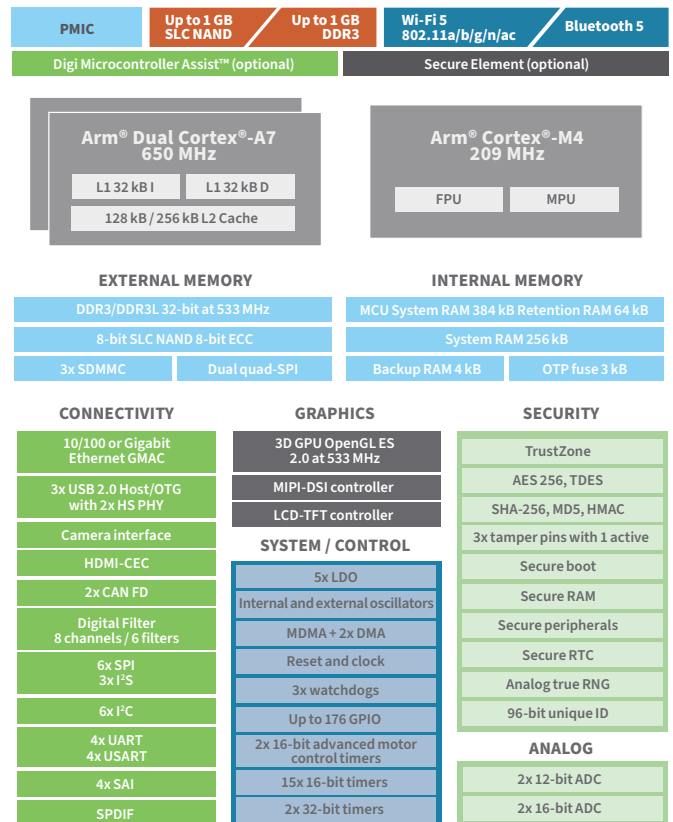 PMIC
Up to 1 GB
SLC NAND
Up to 1 GB
DDR3
Wi-Fi 5
802.11a/b/g/n/ac
Bluetooth 5
Digi Microcontroller Assist™ (optional)
Secure Element (optional)
Arm® Dual Cortex®-A7
650 MHz
L1 32 kB I
L1 32 kB D
128 kB / 256 kB L2 Cache
Arm® Cortex®-M4
209 MHz
FPU
MPU
EXTERNAL MEMORY
DDR3/DDR3L 32-bit at 533 MHz
8-bit SLC NAND 8-bit ECC
3x SDMMC
Dual quad-SPI
INTERNAL MEMORY
MCU System RAM 384 kB Retention RAM 64 kB
System RAM 256 kB
Backup RAM 4 kB
OTP fuse 3 kB
CONNECTIVITY
10/100 or Gigabit
Ethernet GMAC
3x USB 2.0 Host/OTG
with 2x HS PHY
Camera interface
HDMI-CEC
2x CAN FD
Digital Filter
8 channels / 6 filters
6x SPI
3x I²S
6x I²C
4x UART
4x USART
4x SAI
SPDIF
GRAPHICS
3D GPU OpenGL ES
2.0 at 533 MHz
MIPI-DSI controller
LCD-TFT controller
SYSTEM / CONTROL
5x LDO
Internal and external oscillators
MDMA + 2x DMA
Reset and clock
3x watchdogs
Up to 176 GPIO
2x 16-bit advanced motor
control timers
15x 16-bit timers
2x 32-bit timers
SECURITY
TrustZone
AES 256, TDES
SHA-256, MD5, HMAC
3x tamper pins with 1 active
Secure boot
Secure RAM
Secure peripherals
Secure RTC
Analog true RNG
96-bit unique ID
ANALOG
2x 12-bit ADC
2x 16-bit ADC